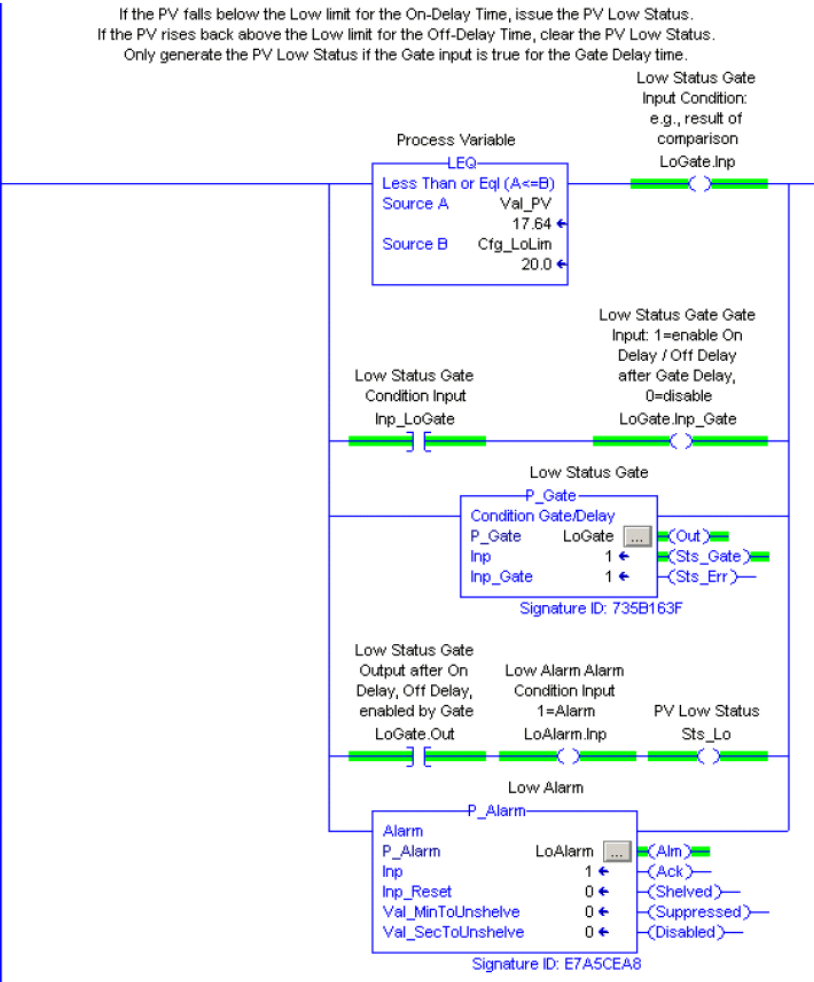 If the PV falls below the Low limit for the On-Delay Time, issue the PV Low Status.
If the PV rises back above the Low limit for the Off-Delay Time, clear the PV Low Status.
Only generate the PV Low Status if the Gate input is true for the Gate Delay time.
Low Status Gate
Input Condition:
e.g., result of
comparison
LoGate.Inp
Process Variable
LEQ
Less Than or Eql (A<=B)
Source A Val_PV
17.64
Source B Cfg_LoLim
20.0
Low Status Gate Gate
Input: 1=enable On
Delay / Off Delay
after Gate Delay,
0=disable
LoGate.Inp_Gate
Low Status Gate
Condition Input
Inp_LoGate
Low Status Gate
P_Gate
Condition Gate/Delay
P_Gate LoGate ... (Out)
Inp 1 (Sts_Gate)
Inp_Gate 1 (Sts_Err)
Signature ID: 735B163F
Low Status Gate
Output after On
Delay, Off Delay,
enabled by Gate
LoGate.Out
Low Alarm Alarm
Condition Input
1=Alarm
LoAlarm.Inp
PV Low Status
Sts_Lo
Low Alarm
P_Alarm
Alarm
P_Alarm LoAlarm ... (Alm)
Inp 1 (Ack)
Inp_Reset 0 (Shelved)
Val_MinToUnshelve 0 (Suppressed)
Val_SecToUnshelve 0 (Disabled)
Signature ID: E7A5CEA8